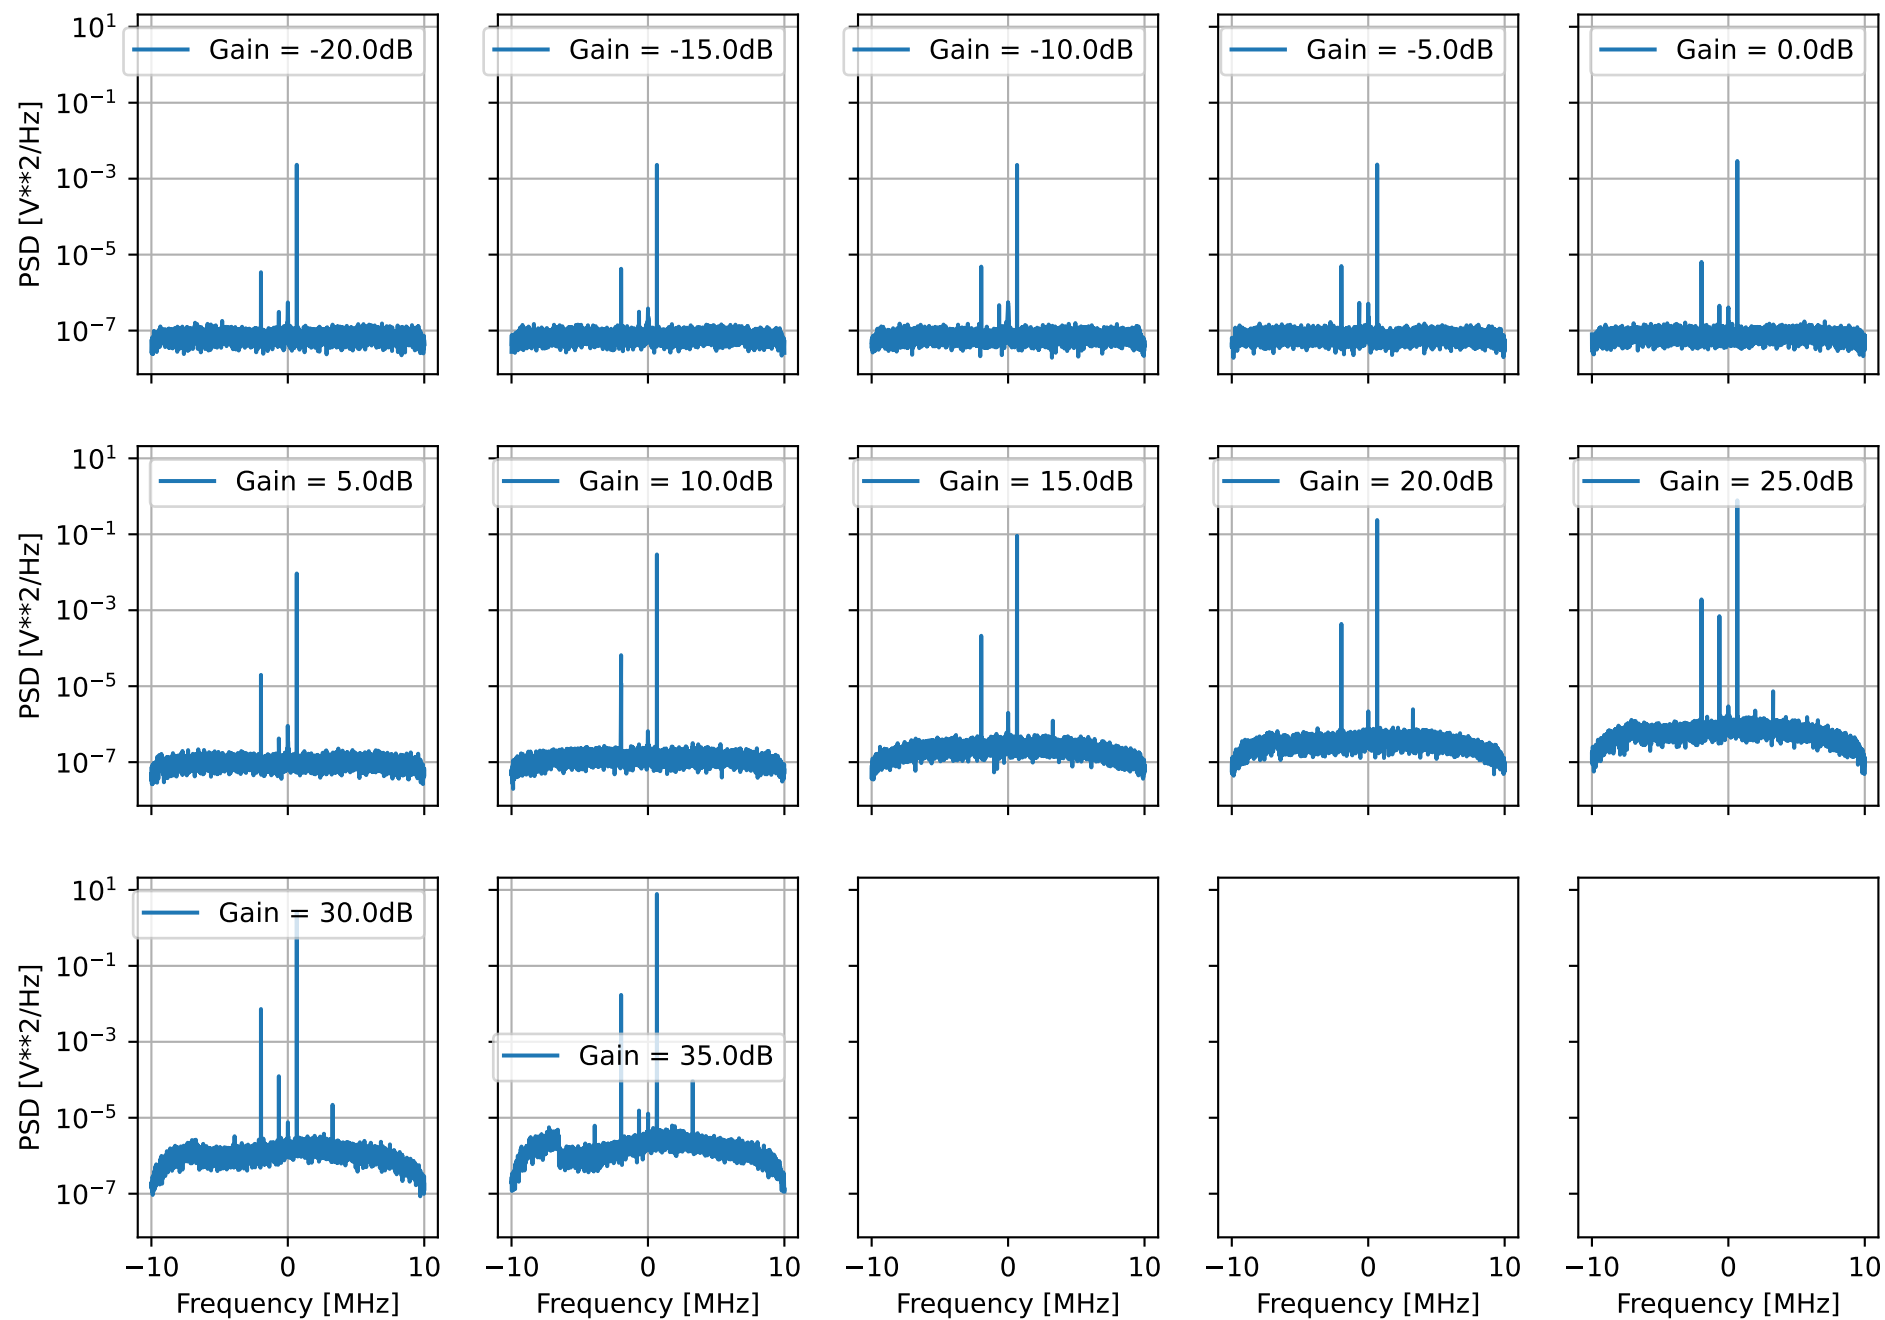 10^1
10^−1
10^−3
10^−5
10^−7
PSD [V**2/Hz]
Gain = -20.0dB
Gain = -15.0dB
Gain = -10.0dB
Gain = -5.0dB
Gain = 0.0dB
10^1
10^−1
10^−3
10^−5
10^−7
PSD [V**2/Hz]
Gain = 5.0dB
Gain = 10.0dB
Gain = 15.0dB
Gain = 20.0dB
Gain = 25.0dB
10^1
10^−1
10^−3
10^−5
10^−7
PSD [V**2/Hz]
Gain = 30.0dB
Gain = 35.0dB
−10 0 10
−10 0 10
−10 0 10
−10 0 10
−10 0 10
Frequency [MHz]
Frequency [MHz]
Frequency [MHz]
Frequency [MHz]
Frequency [MHz]